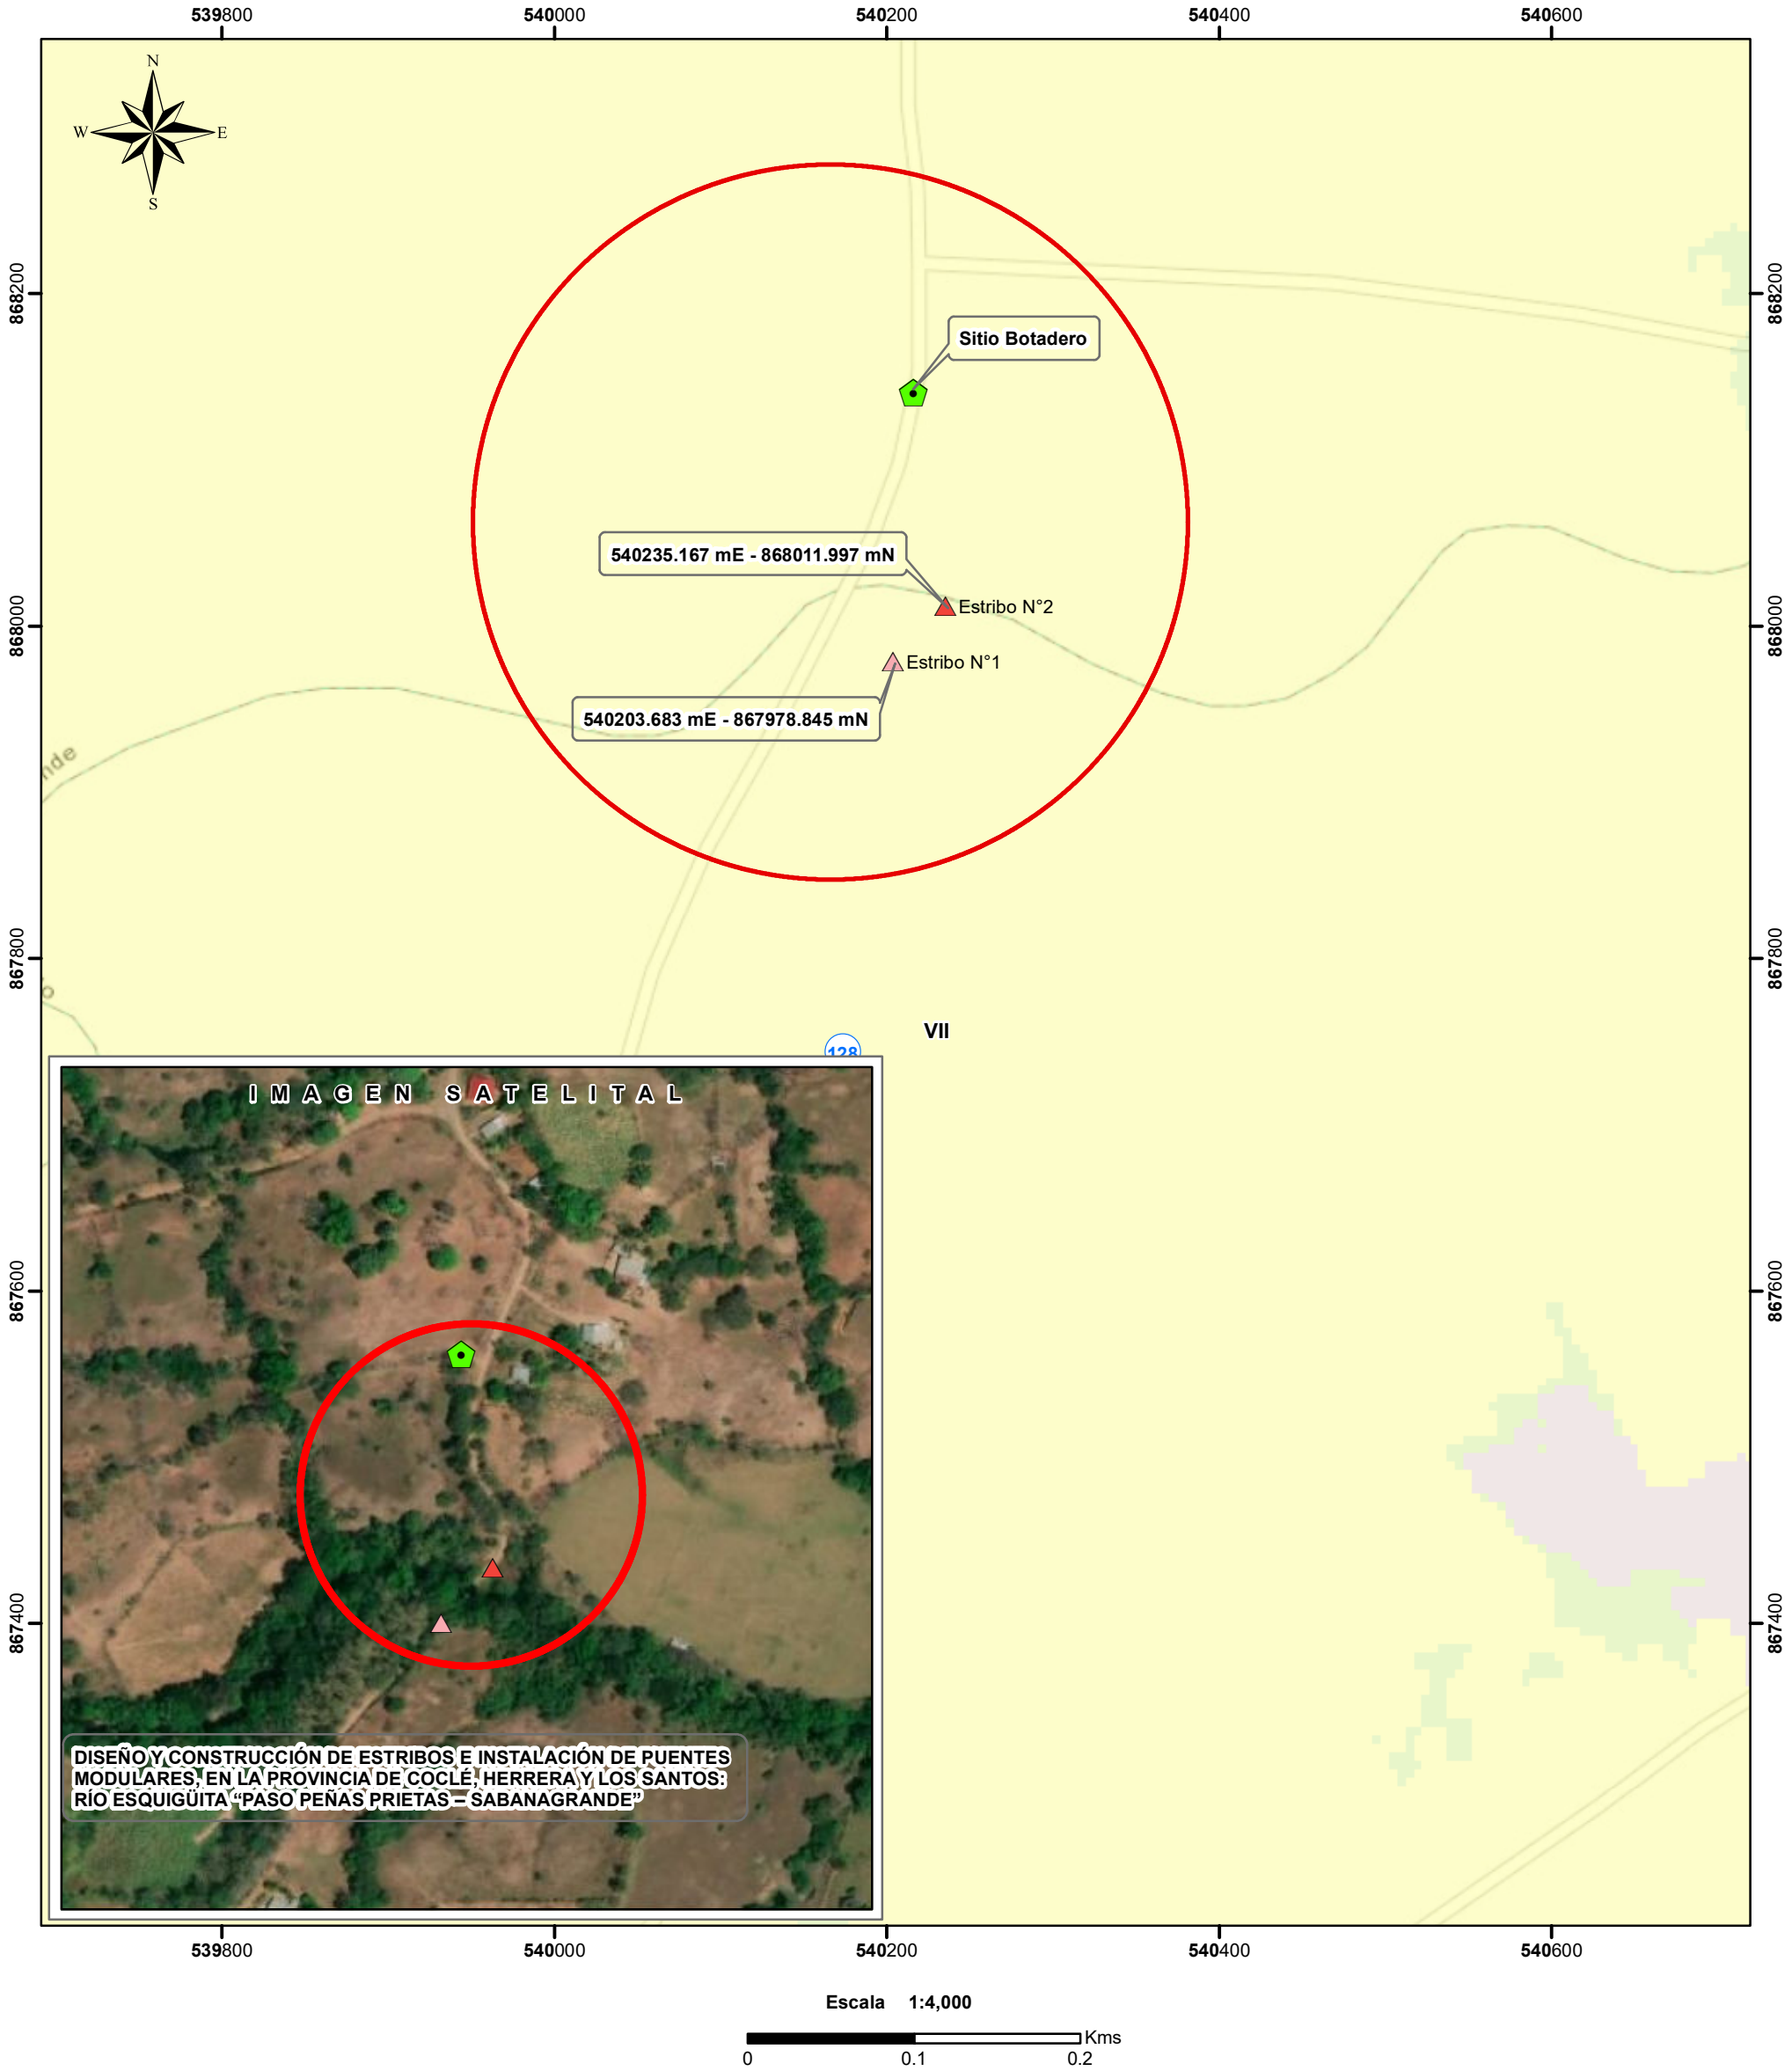 539800 540000 540200 540400 540600
N
W E
S
868200 868200
Sitio Botadero
540235.167 mE - 868011.997 mN
Estribo N°2
868000 868000
Estribo N°1
540203.683 mE - 867978.845 mN
nde
867800 867800
o
VII
128
IMAGEN SATELITAL
867600 867600
867400 867400
DISEÑO Y CONSTRUCCIÓN DE ESTRIBOS E INSTALACIÓN DE PUENTES
MODULARES, EN LA PROVINCIA DE COCLÉ, HERRERA Y LOS SANTOS:
RÍO ESQUIGÜITA “PASO PEÑAS PRIETAS – SABANAGRANDE”
539800 540000 540200 540400 540600
Escala 1:4,000
Kms
0 0.1 0.2